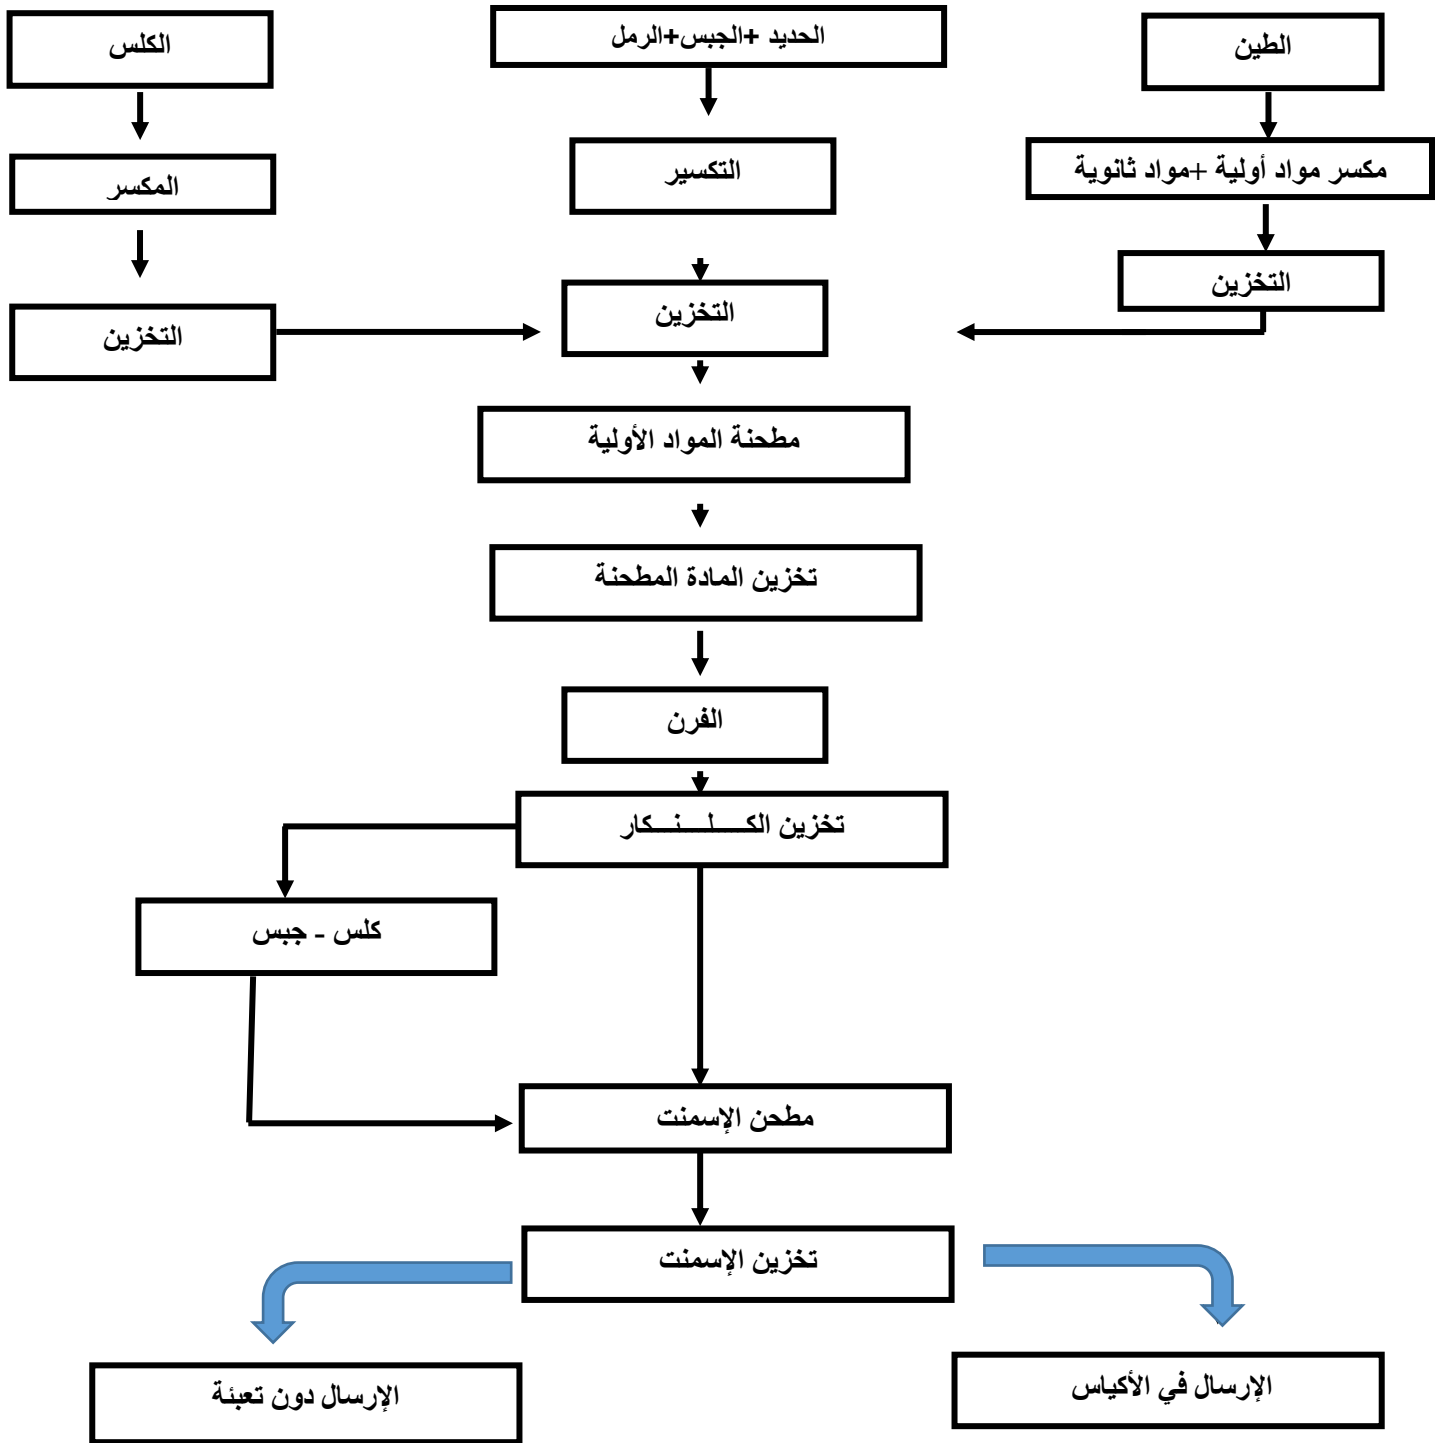 الكلس
الحديد +الجبس+الرمل
الطين
المكسر
التكسير
مكسر مواد أولية +مواد ثانوية
التخزين
التخزين
التخزين
مطحنة المواد الأولية
تخزين المادة المطحنة
الفرن
تخزين الكـــــلـــــنـــكار
كلس - جبس
مطحن الإسمنت
تخزين الإسمنت
الإرسال دون تعبئة
الإرسال في الأكياس